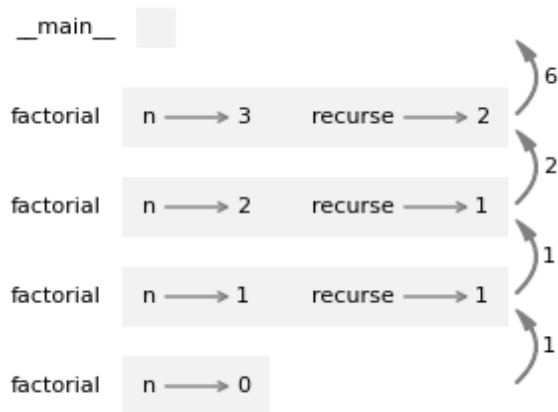 __main__
6
factorial n 3 recurse 2
2
factorial n 2 recurse 1
1
factorial n 1 recurse 1
1
factorial n 0